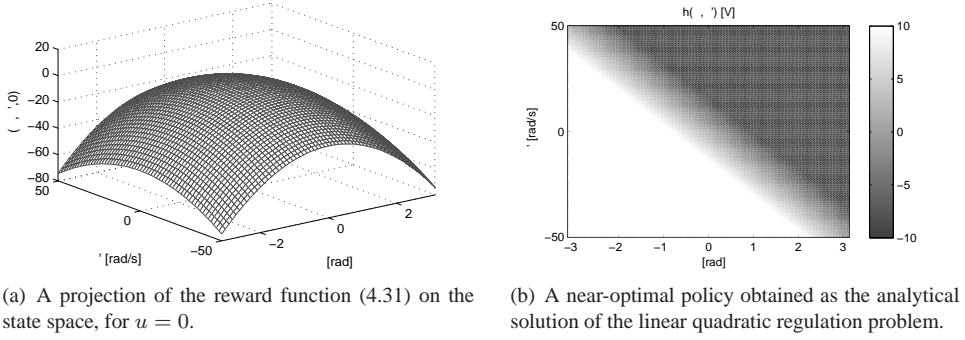 20
0
−20
−40
−60
−80
( , ',0)
50
0
−50
' [rad/s]
−2
0
2
[rad]
h( , ') [V]
50
0
−50
' [rad/s]
−3
−2
−1
0
1
2
3
[rad]
10
5
0
−5
−10
(a) A projection of the reward function (4.31) on the
state space, for u = 0.
(b) A near-optimal policy obtained as the analytical
solution of the linear quadratic regulation problem.